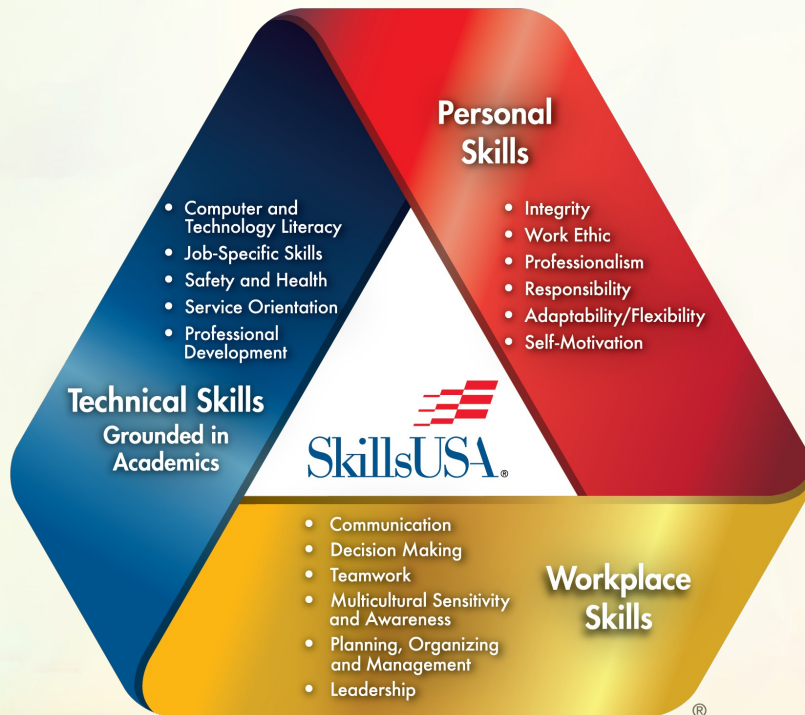 Personal
Skills
• Integrity
• Work Ethic
• Professionalism
• Responsibility
• Adaptability/Flexibility
• Self-Motivation
• Computer and
Technology Literacy
• Job-Specific Skills
• Safety and Health
• Service Orientation
• Professional
Development
Technical Skills
Grounded in
Academics
SkillsUSA®
• Communication
• Decision Making
• Teamwork
• Multicultural Sensitivity
and Awareness
• Planning, Organizing
and Management
• Leadership
Workplace
Skills
®